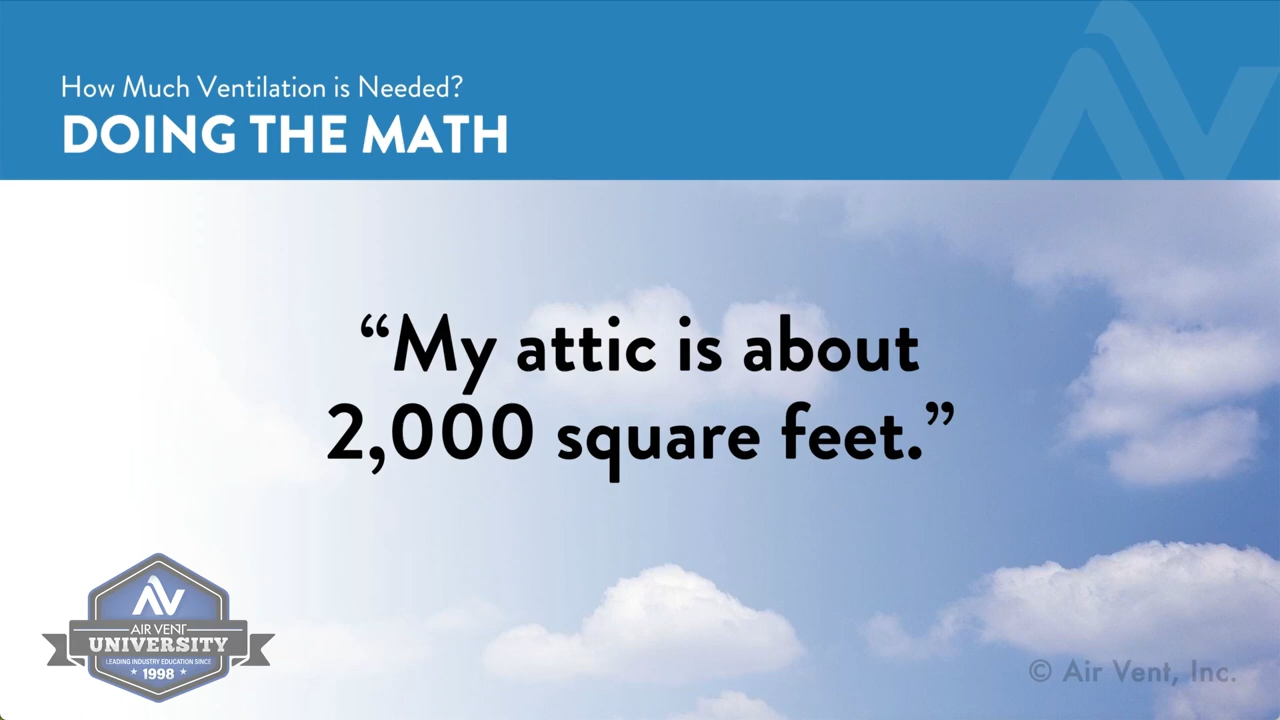 How Much Ventilation is Needed?
DOING THE MATH
“My attic is about
2,000 square feet.”
AIR VENT
UNIVERSITY
LEADING INDUSTRY EDUCATION SINCE
1998
© Air Vent, Inc.